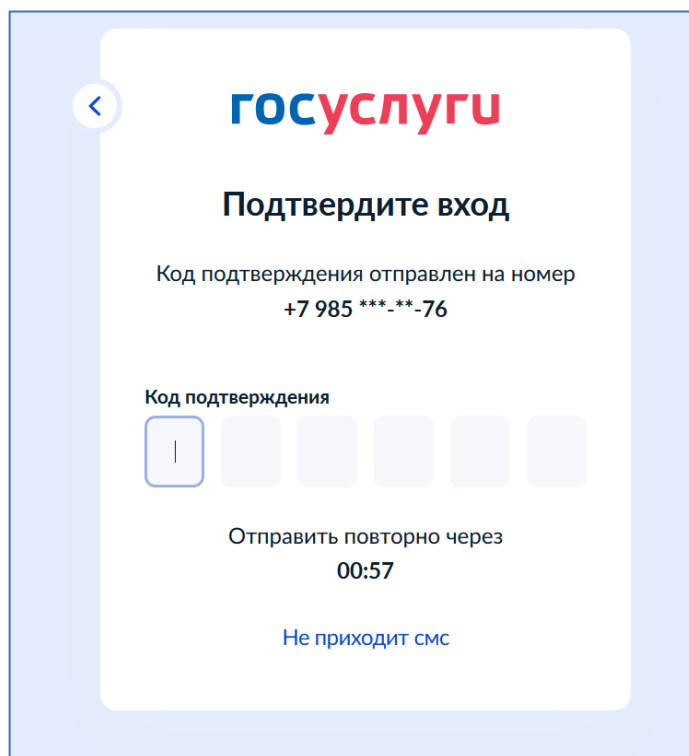 госуслуги
Подтвердите вход
Код подтверждения отправлен на номер
+7 985 ***-**-76
Код подтверждения
Отправить повторно через
00:57
Не приходит смс